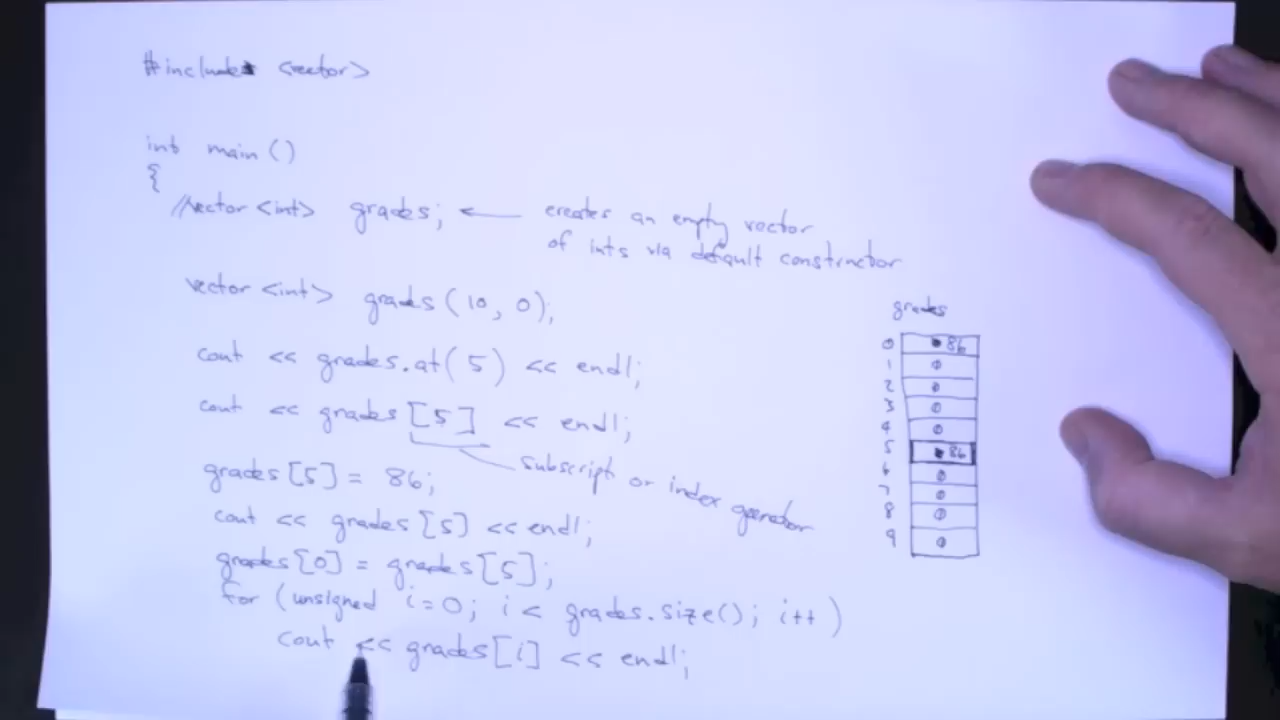 #include <vector>
int main ()
{
//vector <int> grades; ← creates an empty vector
of ints via default constructor
vector <int> grades (10, 0);
cout << grades.at( 5 ) << endl;
cout << grades [5] << endl;
subscript or index operator
grades [5] = 86;
cout << grades [5] << endl;
grades [0] = grades [5];
for (unsigned i=0; i < grades.size(); i++ )
cout << grades [i] << endl;
grades
0 86
1 0
2 0
3 0
4 0
5 86
6 0
7 0
8 0
9 0